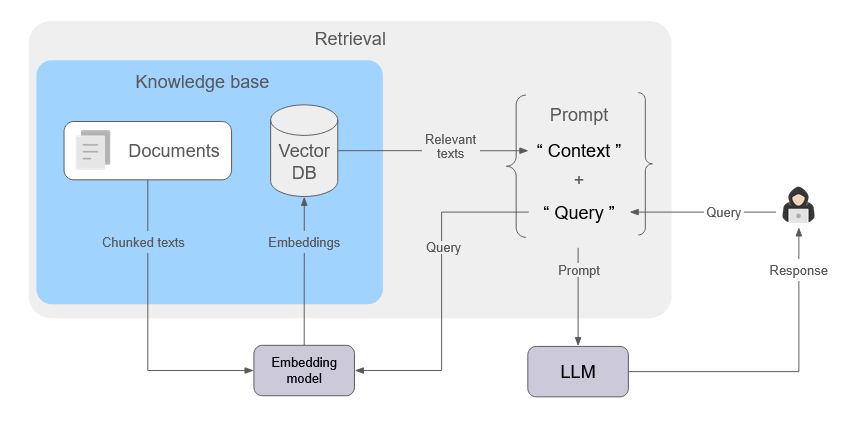 Retrieval
Knowledge base
Documents
Vector
DB
Relevant
texts
Prompt
“ Context ”
+
“ Query ”
Query
Chunked texts
Embeddings
Query
Prompt
Response
Embedding
model
LLM